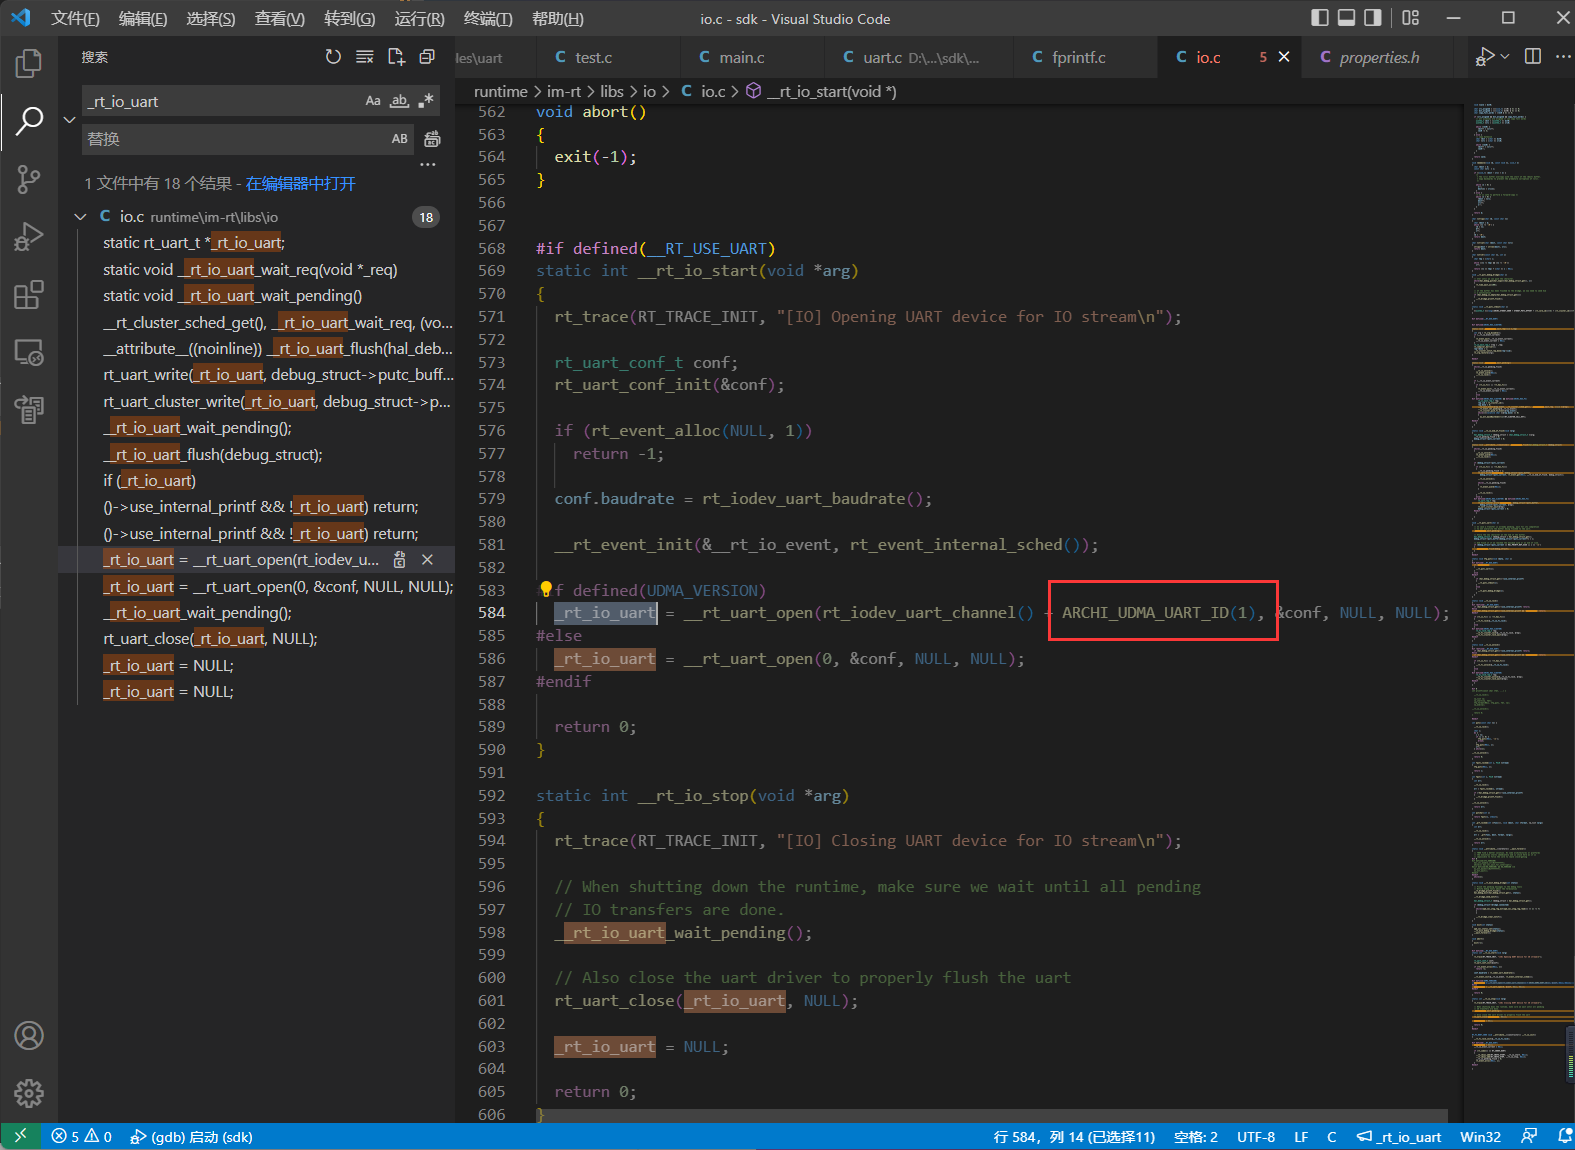 文件(F) 编辑(E) 选择(S) 查看(V) 转到(G) 运行(R) 终端(T) 帮助(H) io.c - sdk - Visual Studio Code
搜索
les\uart C test.c C main.c C uart.c D:\...\sdk\... C fprintf.c C io.c 5 C properties.h
_rt_io_uart Aa ab .*
替换 AB
1 文件中有 18 个结果 - 在编辑器中打开
C io.c runtime\im-rt\libs\io 18
static rt_uart_t *_rt_io_uart;
static void __rt_io_uart_wait_req(void *_req)
static void __rt_io_uart_wait_pending()
__rt_cluster_sched_get(), __rt_io_uart_wait_req, (vo...
__attribute__((noinline)) __rt_io_uart_flush(hal_deb...
rt_uart_write(_rt_io_uart, debug_struct->putc_buff...
rt_uart_cluster_write(_rt_io_uart, debug_struct->p...
__rt_io_uart_wait_pending();
__rt_io_uart_flush(debug_struct);
if (_rt_io_uart)
()->use_internal_printf && !_rt_io_uart) return;
()->use_internal_printf && !_rt_io_uart) return;
_rt_io_uart = __rt_uart_open(rt_iodev_u...
_rt_io_uart = __rt_uart_open(0, &conf, NULL, NULL);
__rt_io_uart_wait_pending();
rt_uart_close(_rt_io_uart, NULL);
_rt_io_uart = NULL;
_rt_io_uart = NULL;
runtime > im-rt > libs > io > C io.c > __rt_io_start(void *)
562 void abort()
563 {
564 exit(-1);
565 }
566
567
568 #if defined(__RT_USE_UART)
569 static int __rt_io_start(void *arg)
570 {
571 rt_trace(RT_TRACE_INIT, "[IO] Opening UART device for IO stream\n");
572
573 rt_uart_conf_t conf;
574 rt_uart_conf_init(&conf);
575
576 if (rt_event_alloc(NULL, 1))
577 return -1;
578
579 conf.baudrate = rt_iodev_uart_baudrate();
580
581 __rt_event_init(&__rt_io_event, rt_event_internal_sched());
582
583 f defined(UDMA_VERSION)
584 _rt_io_uart = __rt_uart_open(rt_iodev_uart_channel() + ARCHI_UDMA_UART_ID(1), &conf, NULL, NULL);
585 #else
586 _rt_io_uart = __rt_uart_open(0, &conf, NULL, NULL);
587 #endif
588
589 return 0;
590 }
591
592 static int __rt_io_stop(void *arg)
593 {
594 rt_trace(RT_TRACE_INIT, "[IO] Closing UART device for IO stream\n");
595
596 // When shutting down the runtime, make sure we wait until all pending
597 // IO transfers are done.
598 __rt_io_uart_wait_pending();
599
600 // Also close the uart driver to properly flush the uart
601 rt_uart_close(_rt_io_uart, NULL);
602
603 _rt_io_uart = NULL;
604
605 return 0;
606 }
5 0 (gdb) 启动 (sdk) 行 584，列 14 (已选择11) 空格: 2 UTF-8 LF C _rt_io_uart Win32